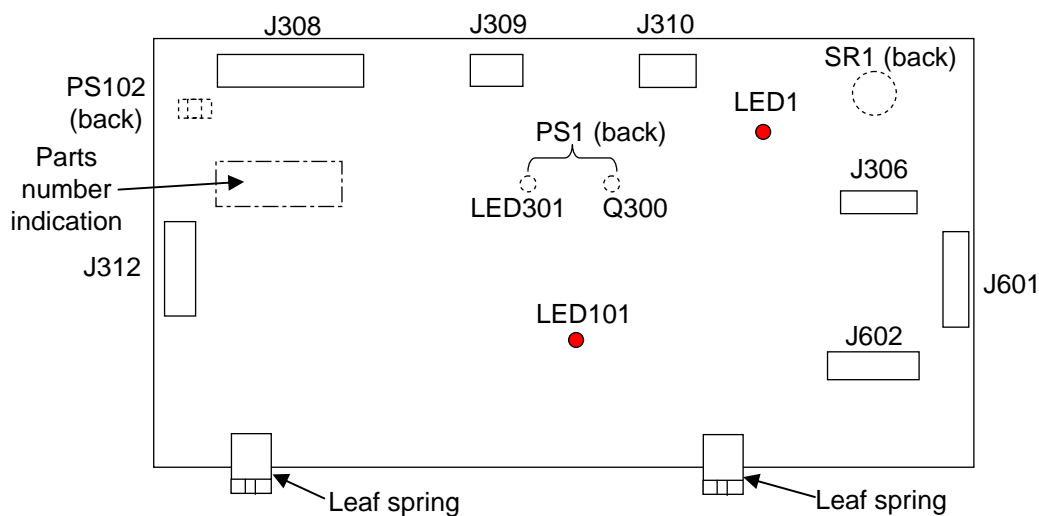 J308
J309
J310
SR1 (back)
PS102
(back)
LED1
PS1 (back)
Parts
number
indication
J306
LED301
Q300
J312
J601
LED101
J602
Leaf spring
Leaf spring